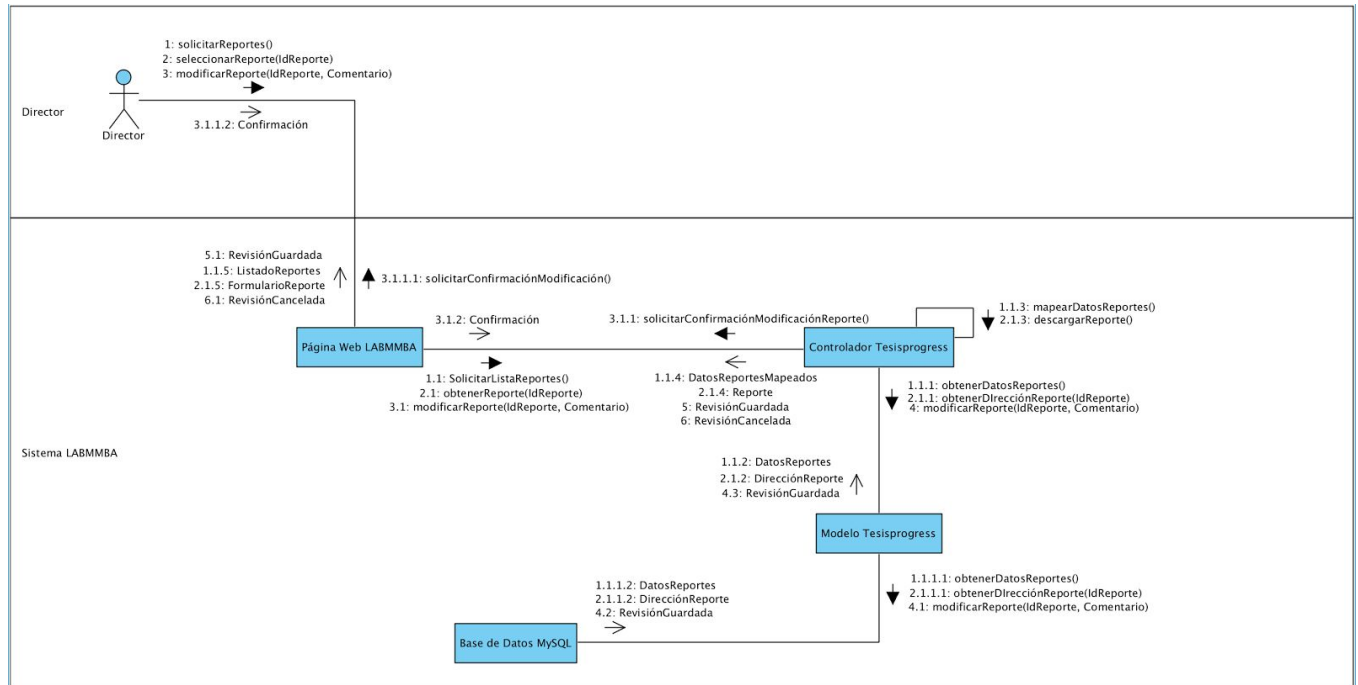 1: solicitarReportes()
2: seleccionarReporte(IdReporte)
3: modificarReporte(IdReporte, Comentario)
Director
Director
3.1.1.2: Confirmación
5.1: RevisiónGuardada
1.1.5: ListadoReportes
2.1.5: FormularioReporte
6.1: RevisiónCancelada
3.1.1.1: solicitarConfirmaciónModificación()
3.1.2: Confirmación
3.1.1: solicitarConfirmaciónModificaciónReporte()
1.1.3: mapearDatosReportes()
2.1.3: descargarReporte()
Página Web LABMMBA
Controlador Tesisprogress
1.1: SolicitarListaReportes()
2.1: obtenerReporte(IdReporte)
3.1: modificarReporte(IdReporte, Comentario)
1.1.4: DatosReportesMapeados
2.1.4: Reporte
5: RevisiónGuardada
6: RevisiónCancelada
1.1.1: obtenerDatosReportes()
2.1.1: obtenerDIrecciónReporte(IdReporte)
4: modificarReporte(IdReporte, Comentario)
Sistema LABMMBA
1.1.2: DatosReportes
2.1.2: DirecciónReporte
4.3: RevisiónGuardada
Modelo Tesisprogress
1.1.1.2: DatosReportes
2.1.1.2: DirecciónReporte
4.2: RevisiónGuardada
1.1.1.1: obtenerDatosReportes()
2.1.1.1: obtenerDIrecciónReporte(IdReporte)
4.1: modificarReporte(IdReporte, Comentario)
Base de Datos MySQL